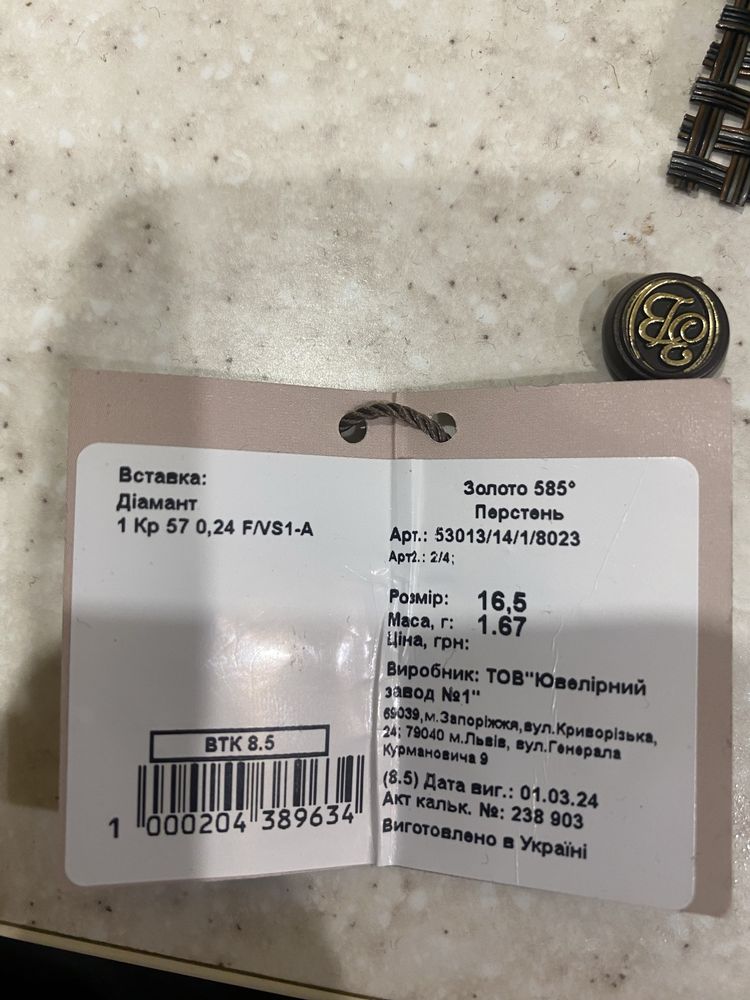 Вставка:
Діамант
1 Кр 57 0,24 F/VS1-A
ВТК 8.5
1 000204 389634
Золото 585°
Перстень
Арт.: 53013/14/1/8023
Арт2.: 2/4;
Розмір: 16,5
Маса, г: 1.67
Ціна, грн:
Виробник: ТОВ"Ювелірний
завод №1"
69039,м.Запоріжжя,вул.Криворізька,
24; 79040 м.Львів, вул.Генерала
Курмановича 9
(8.5) Дата виг.: 01.03.24
Акт кальк. №: 238 903
Виготовлено в Україні